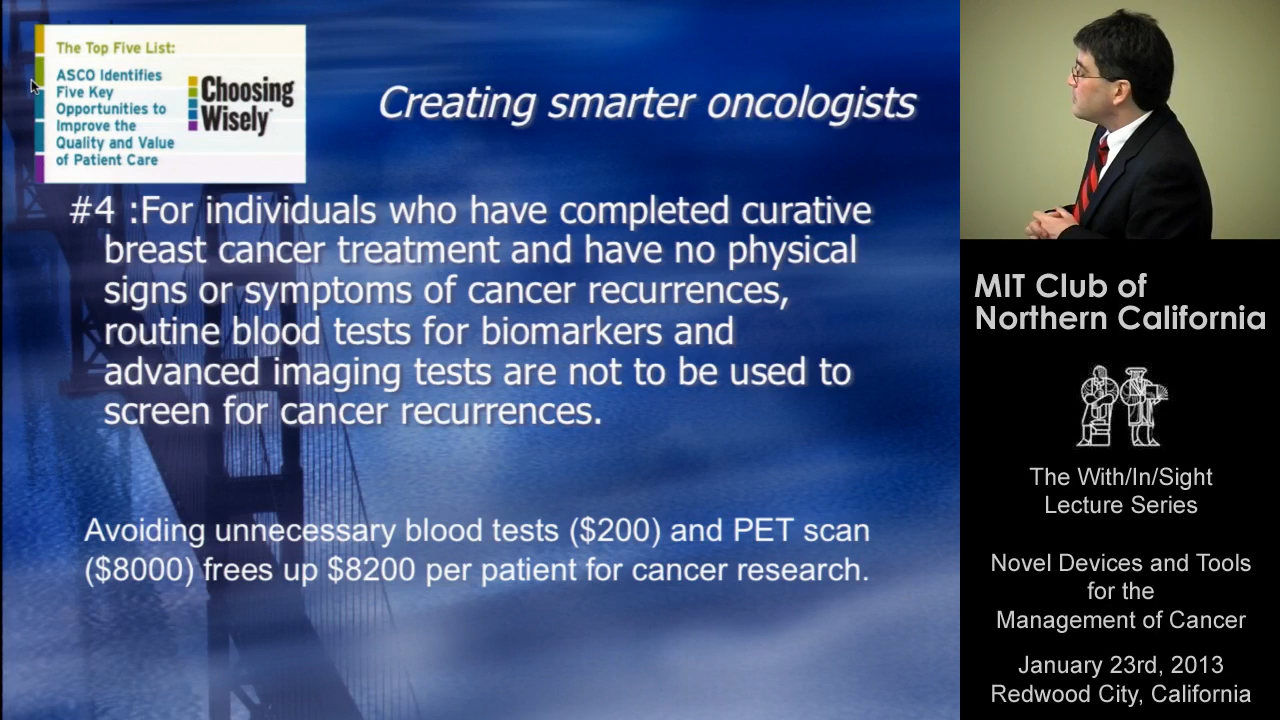 The Top Five List:
ASCO Identifies
Five Key
Opportunities to
Improve the
Quality and Value
of Patient Care
Choosing
Wisely
Creating smarter oncologists
#4 :For individuals who have completed curative
breast cancer treatment and have no physical
signs or symptoms of cancer recurrences,
routine blood tests for biomarkers and
advanced imaging tests are not to be used to
screen for cancer recurrences.
Avoiding unnecessary blood tests ($200) and PET scan
($8000) frees up $8200 per patient for cancer research.
MIT Club of
Northern California
The With/In/Sight
Lecture Series
Novel Devices and Tools
for the
Management of Cancer
January 23rd, 2013
Redwood City, California